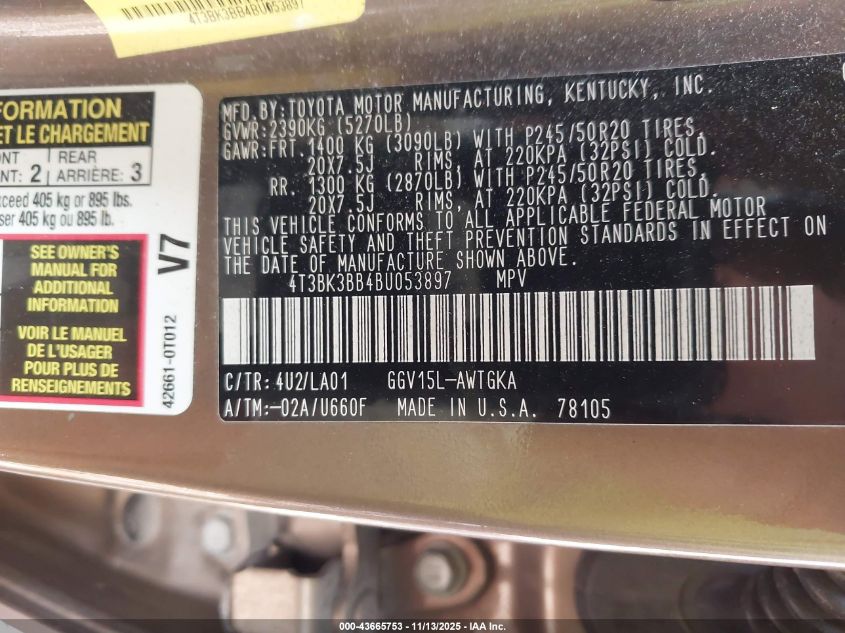 4T3BK3BB4BU053897
FORMATION
ET LE CHARGEMENT
REAR
2 ARRIÈRE: 3
405 kg or 895 lbs.
405 kg ou 895 lb.
SEE OWNER'S
MANUAL FOR
ADDITIONAL
INFORMATION
VOIR LE MANUEL
DE L'USAGER
POUR PLUS DE
RENSEIGNEMENTS
V7
42661-0T012
MFD.BY:TOYOTA MOTOR MANUFACTURING, KENTUCKY, INC.
GVWR:2390KG (5270LB)
GAWR:FRT.1400 KG (3090LB) WITH P245/50R20 TIRES,
20X7.5J RIMS, AT 220KPA (32PSI) COLD.
RR. 1300 KG (2870LB) WITH P245/50R20 TIRES,
20X7.5J RIMS, AT 220KPA (32PSI) COLD.
THIS VEHICLE CONFORMS TO ALL APPLICABLE FEDERAL MOTOR
VEHICLE SAFETY AND THEFT PREVENTION STANDARDS IN EFFECT ON
THE DATE OF MANUFACTURE SHOWN ABOVE.
4T3BK3BB4BU053897 MPV
C/TR:4U2/LA01 GGV15L-AWTGKA
A/TM:-02A/U660F MADE IN U.S.A. 78105
000-43665753 - 11/13/2025 - IAA Inc.